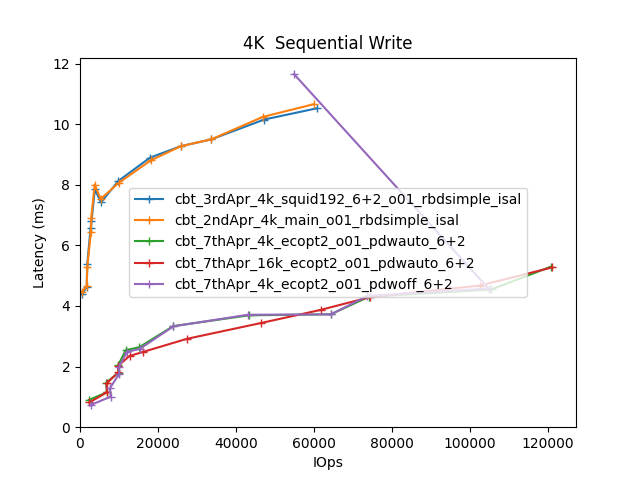 4K  Sequential Write
Latency (ms)
12
10
8
6
4
2
0
cbt_3rdApr_4k_squid192_6+2_o01_rbdsimple_isal
cbt_2ndApr_4k_main_o01_rbdsimple_isal
cbt_7thApr_4k_ecopt2_o01_pdwauto_6+2
cbt_7thApr_16k_ecopt2_o01_pdwauto_6+2
cbt_7thApr_4k_ecopt2_o01_pdwoff_6+2
0 20000 40000 60000 80000 100000 120000
IOps